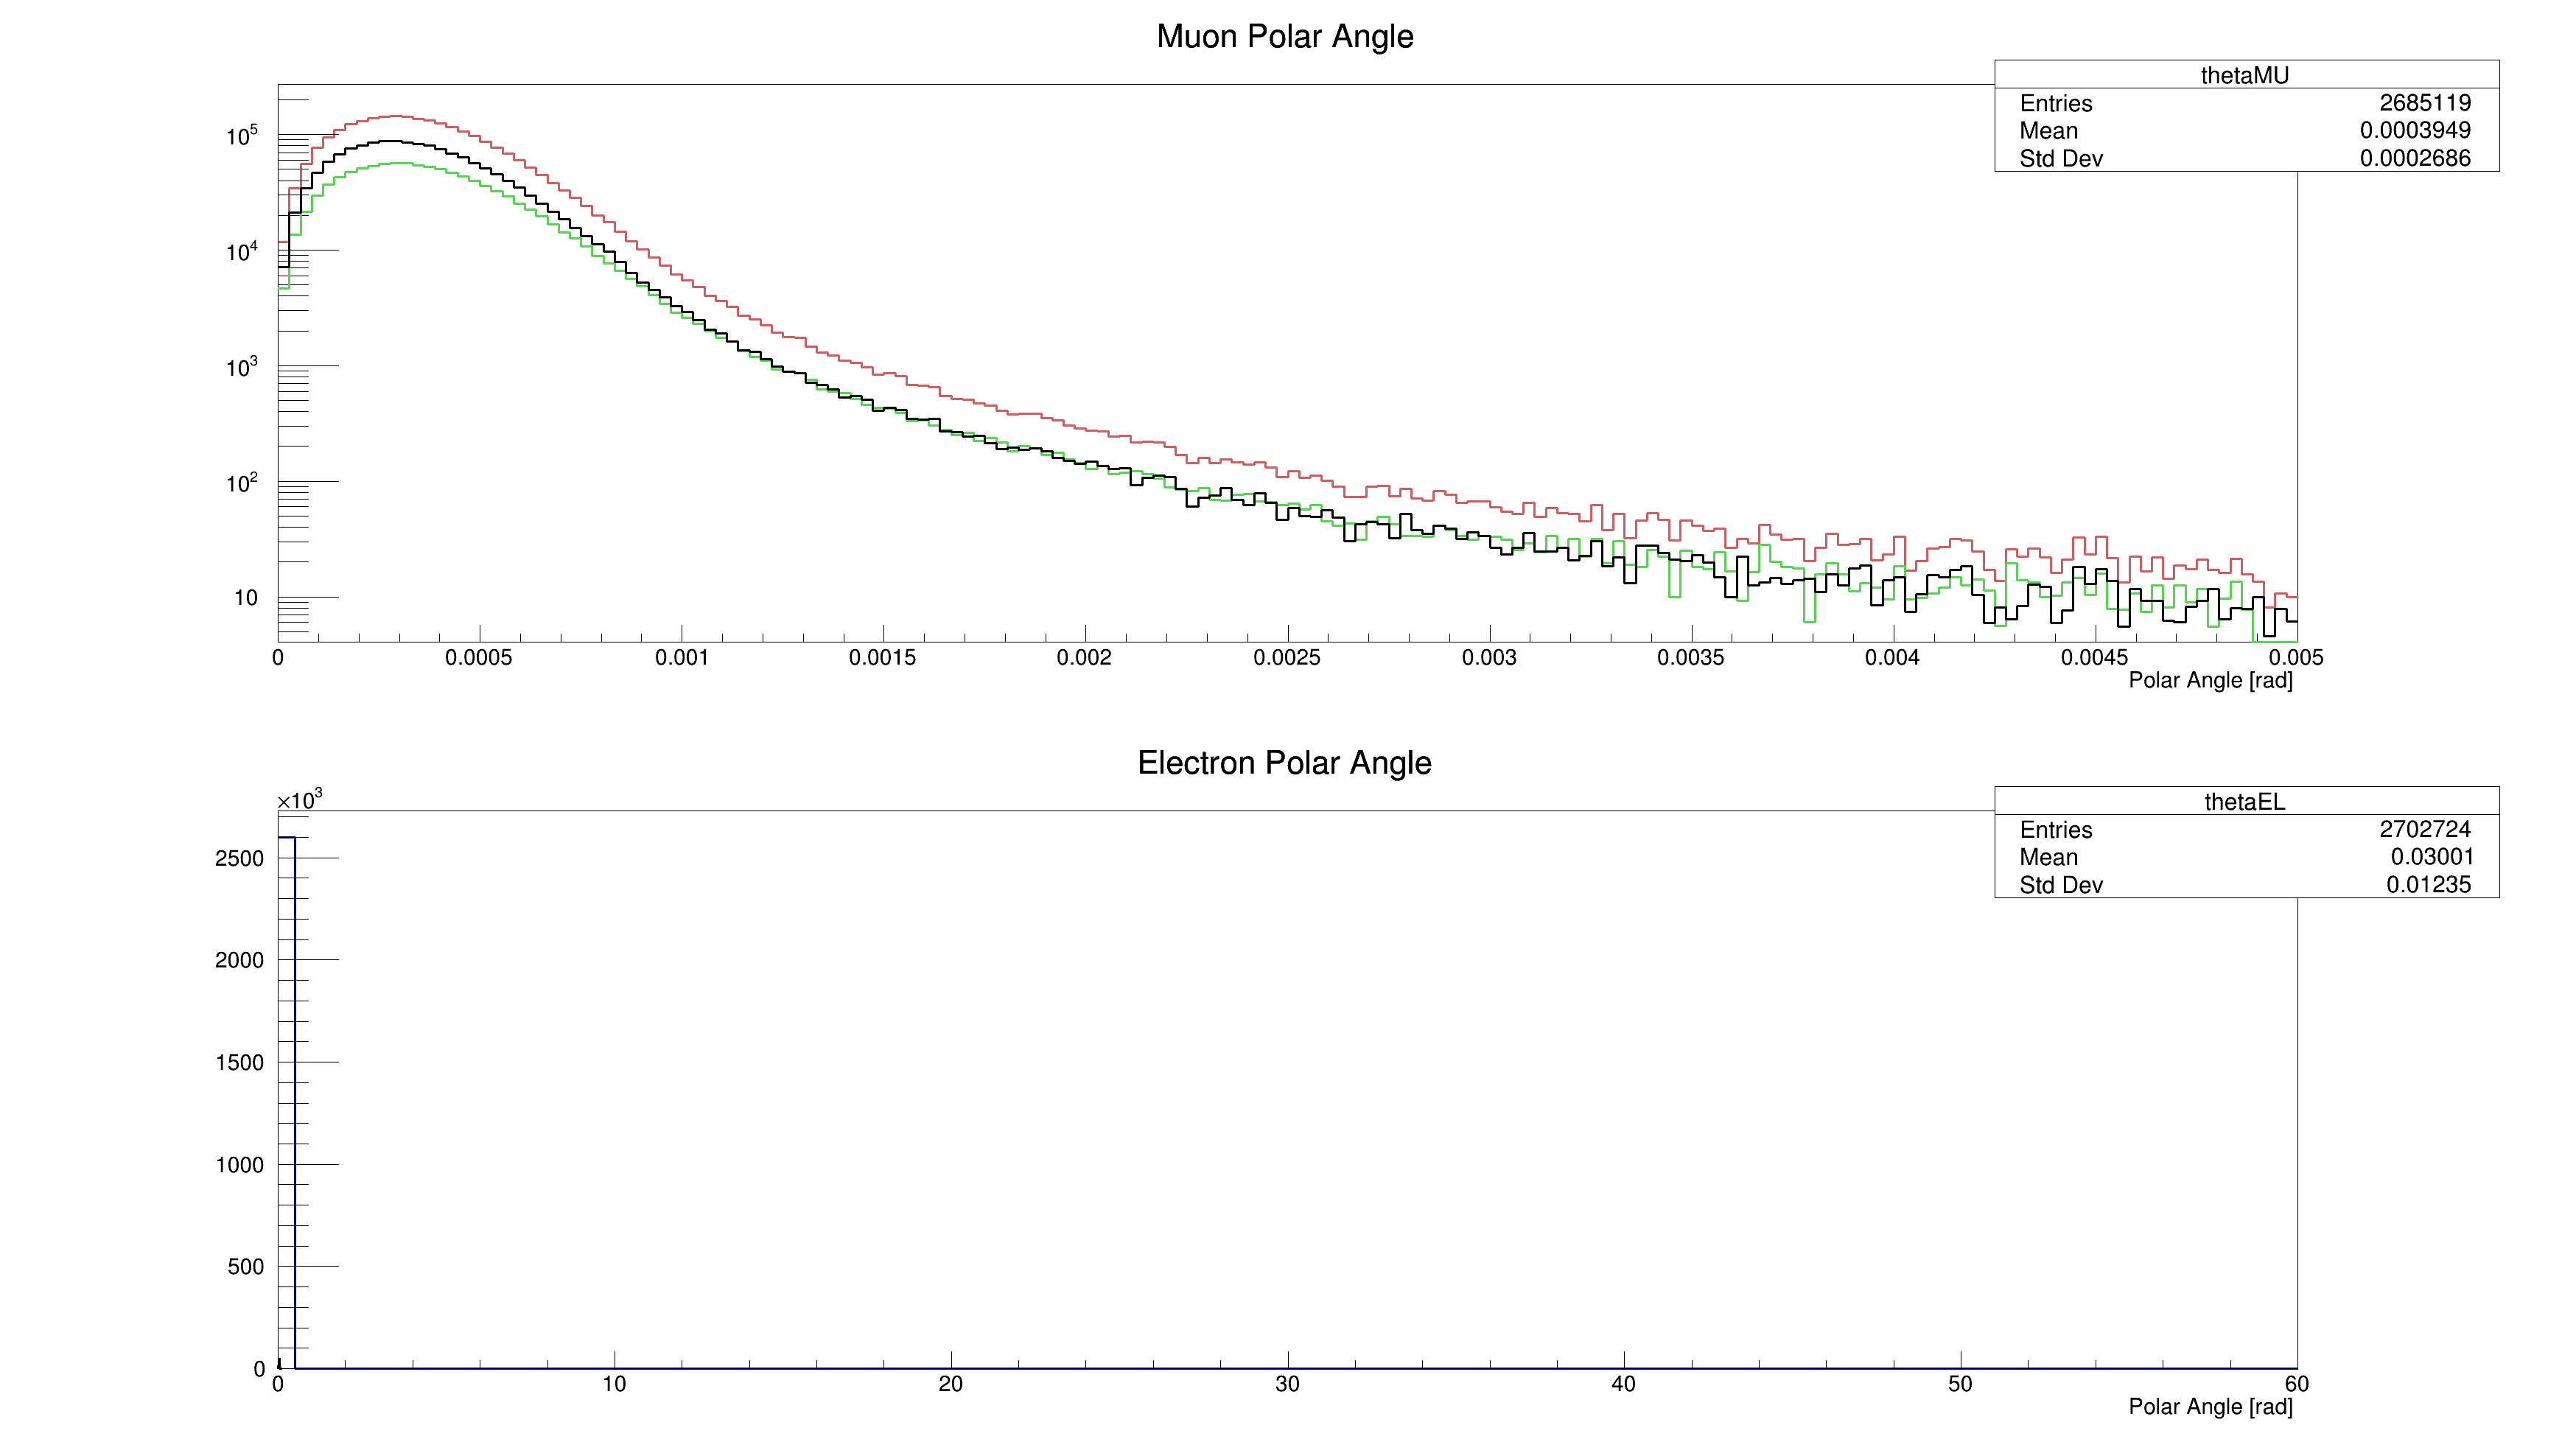 Muon Polar Angle
thetaMU
Entries 2685119
Mean 0.0003949
Std Dev 0.0002686
10^5
10^4
10^3
10^2
10
0 0.0005 0.001 0.0015 0.002 0.0025 0.003 0.0035 0.004 0.0045 0.005
Polar Angle [rad]
Electron Polar Angle
×10^3
thetaEL
Entries 2702724
Mean 0.03001
Std Dev 0.01235
2500
2000
1500
1000
500
0
0 10 20 30 40 50 60
Polar Angle [rad]